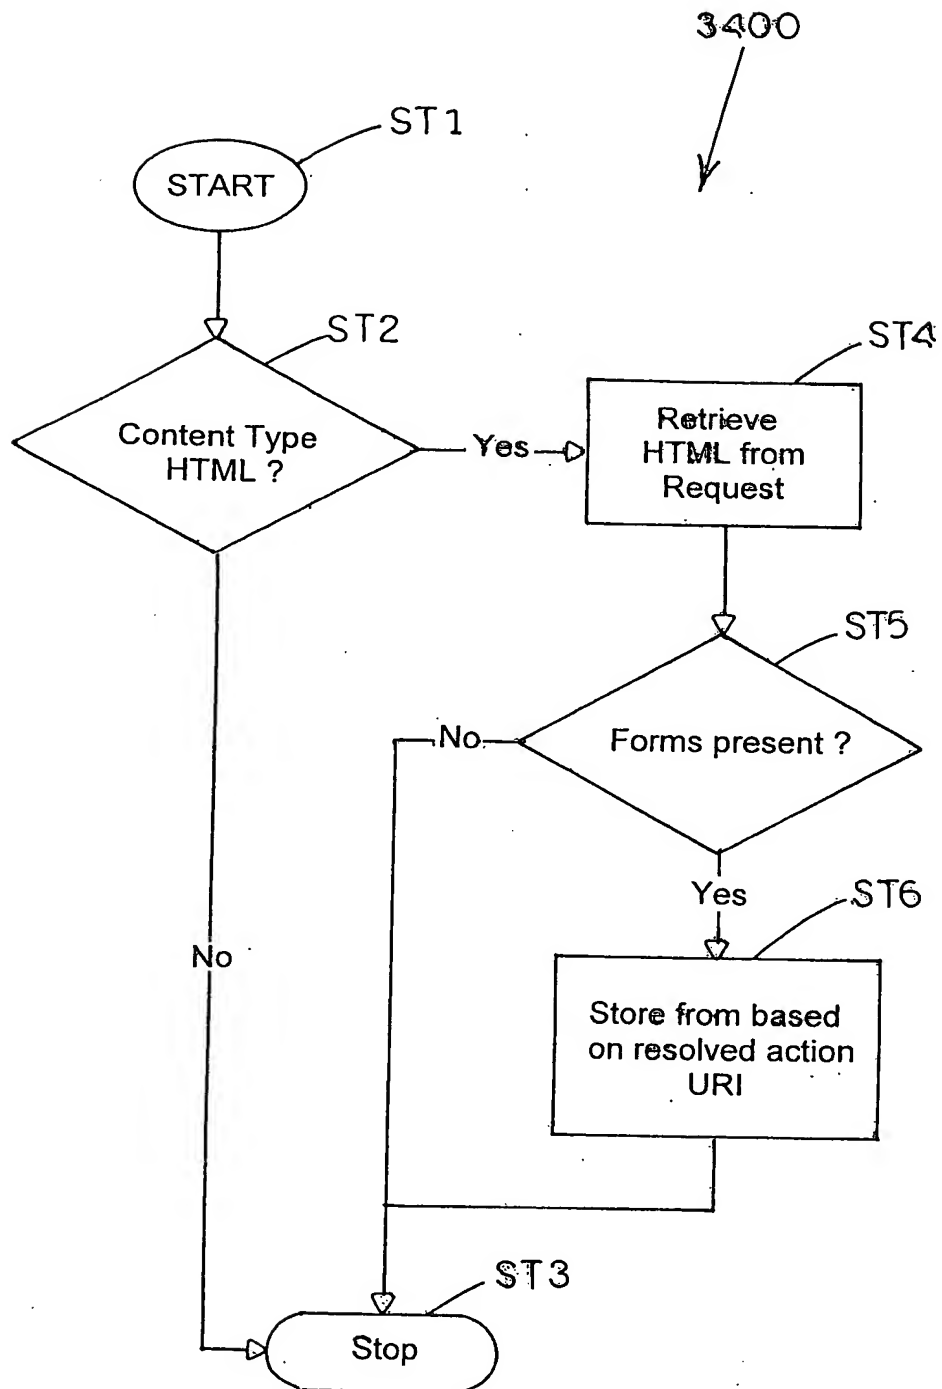 3400
ST1
START
ST2
Content Type
HTML ?
Yes
ST4
Retrieve
HTML from
Request
ST5
Forms present ?
No
Yes
ST6
Store from based
on resolved action
URI
No
ST3
Stop